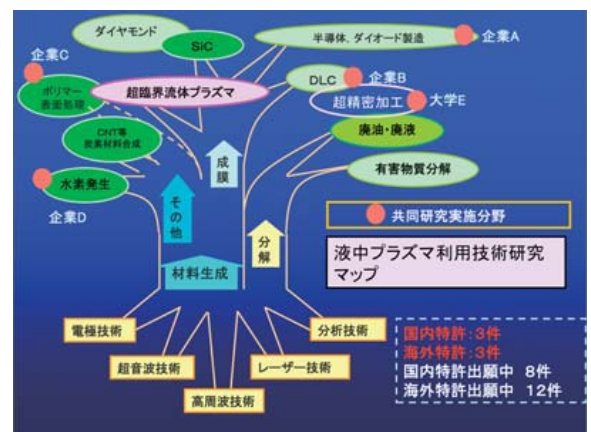 ダイヤモンド
SiC
半導体、ダイオード製造
企業A
企業C
ポリマー
表面処理
超臨界流体プラズマ
DLC
企業B
超精密加工
大学E
CNT等
炭素材料合成
廃油・廃液
成膜
有害物質分解
水素発生
企業D
その他
分解
共同研究実施分野
材料生成
液中プラズマ利用技術研究
マップ
電極技術
分析技術
超音波技術
レーザー技術
高周波技術
国内特許:3件
海外特許:3件
国内特許出願中 8件
海外特許出願中 12件